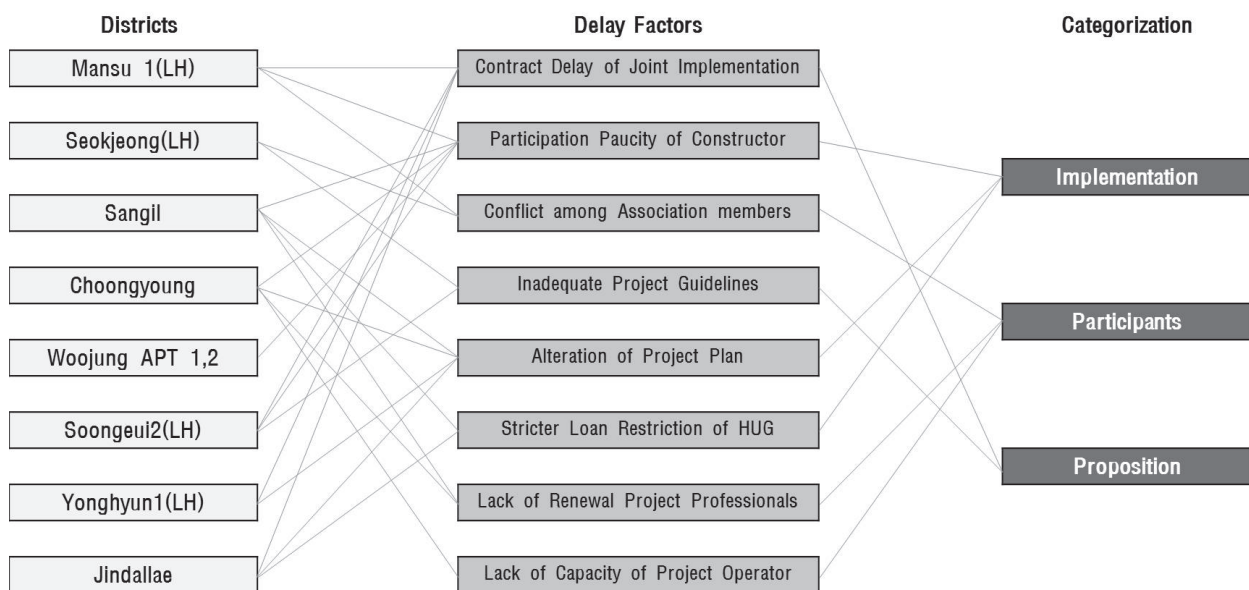 Districts
Delay Factors
Categorization
Mansu 1(LH)
Seokjeong(LH)
Sangil
Choongyoung
Woojung APT 1,2
Soongeui2(LH)
Yonghyun1(LH)
Jindallae
Contract Delay of Joint Implementation
Participation Paucity of Constructor
Conflict among Association members
Inadequate Project Guidelines
Alteration of Project Plan
Stricter Loan Restriction of HUG
Lack of Renewal Project Professionals
Lack of Capacity of Project Operator
Implementation
Participants
Proposition